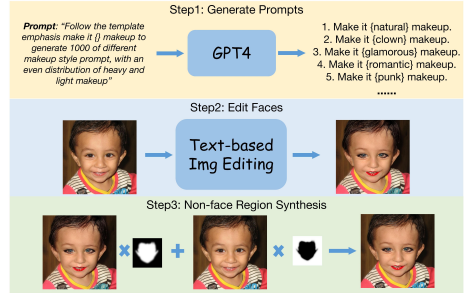 Step1: Generate Prompts
Prompt: “Follow the template
emphasis make it {} makeup to
generate 1000 of different
makeup style prompt, with an
even distribution of heavy and
light makeup”
GPT4
1. Make it {natural} makeup.
2. Make it {clown} makeup.
3. Make it {glamorous} makeup.
4. Make it {romantic} makeup.
5. Make it {punk} makeup.
......
Step2: Edit Faces
Text-based
Img Editing
Step3: Non-face Region Synthesis